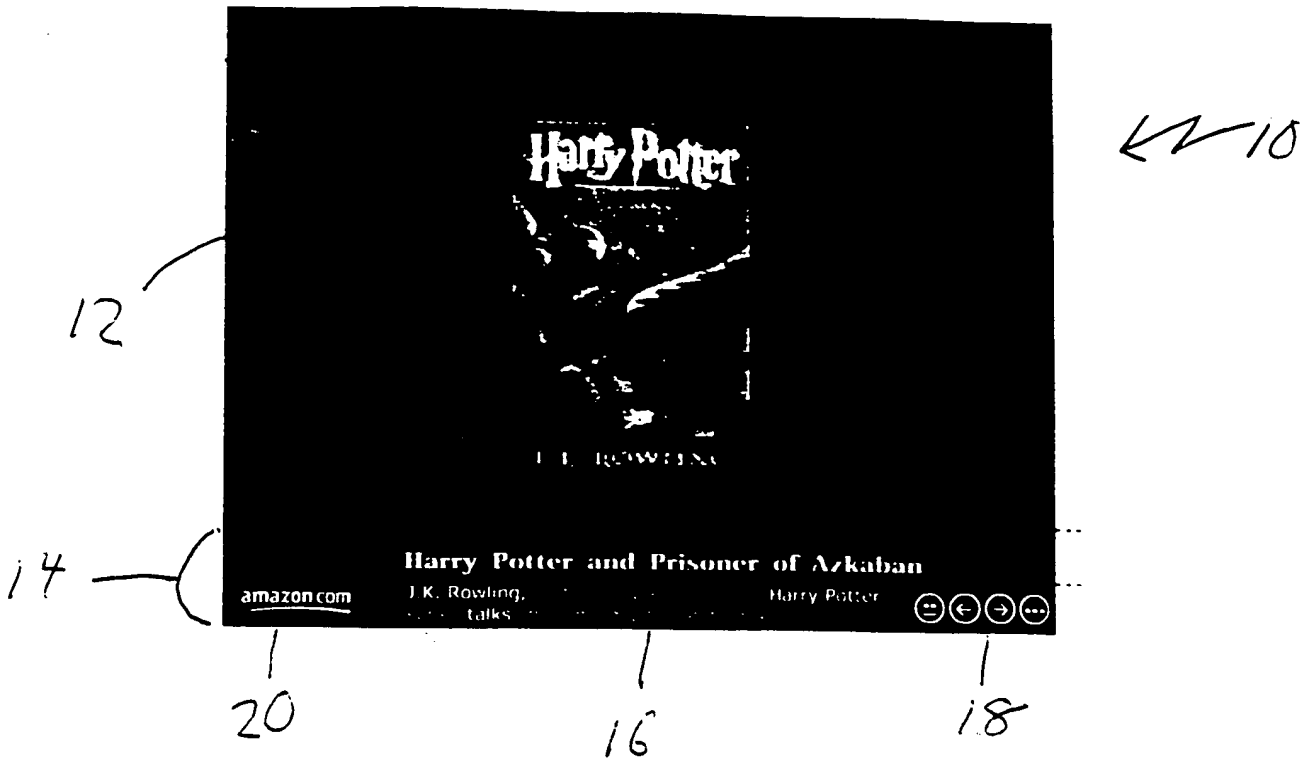 10
Harry Potter
12
J. K. ROWLING
14
Harry Potter and Prisoner of Azkaban
amazon.com
J.K. Rowling, Harry Potter
talks
20
16
18